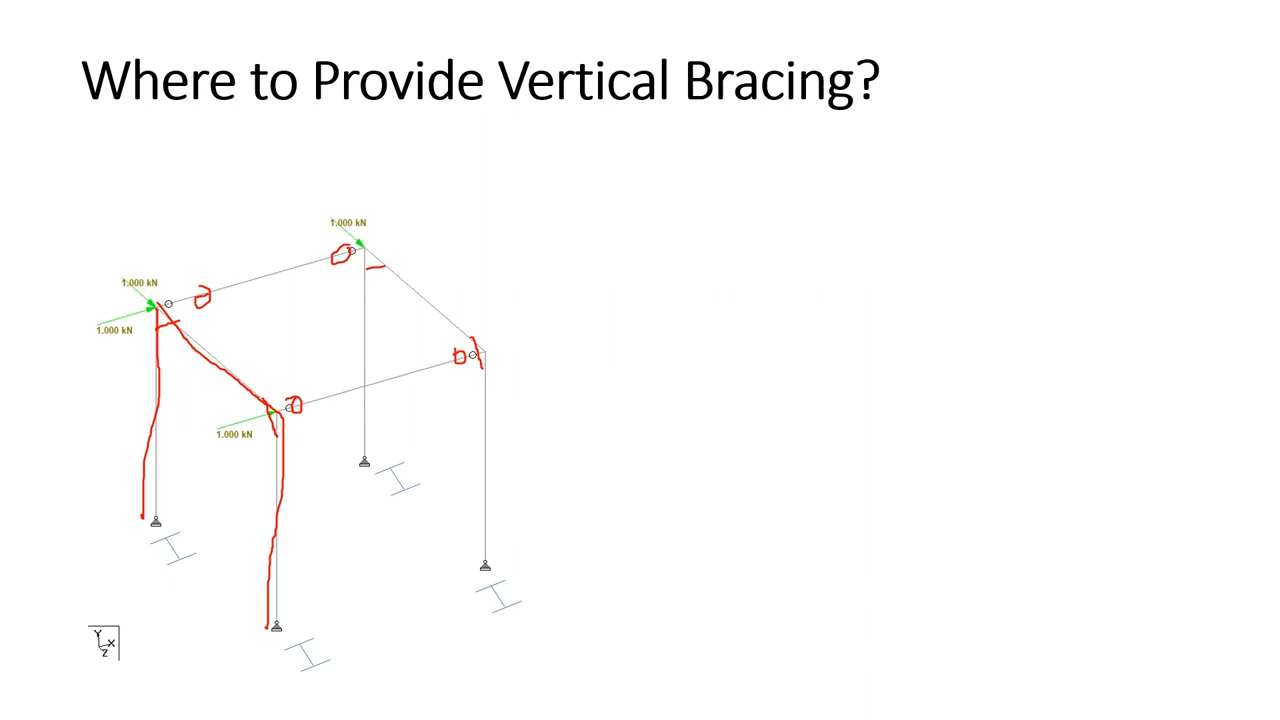 Where to Provide Vertical Bracing?
1.000 kN
1.000 kN
1.000 kN
1.000 kN
Y
X
Z